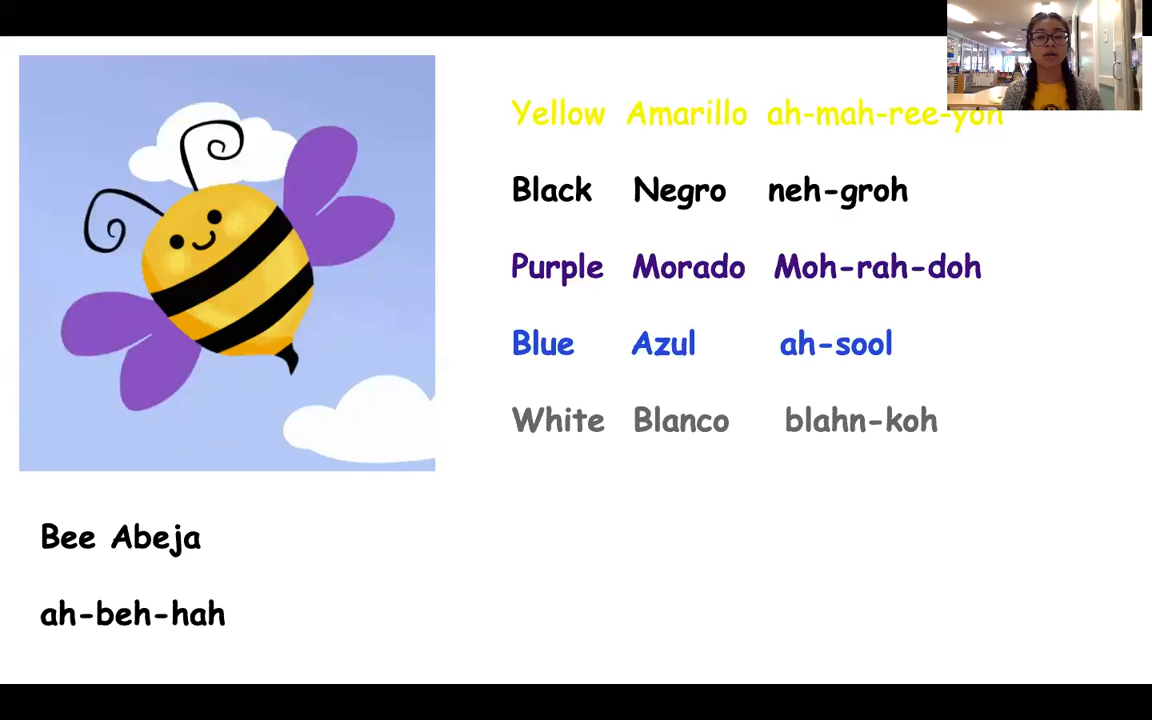 Yellow Amarillo ah-mah-ree-yoh
Black Negro neh-groh
Purple Morado Moh-rah-doh
Blue Azul ah-sool
White Blanco blahn-koh
Bee Abeja
ah-beh-hah